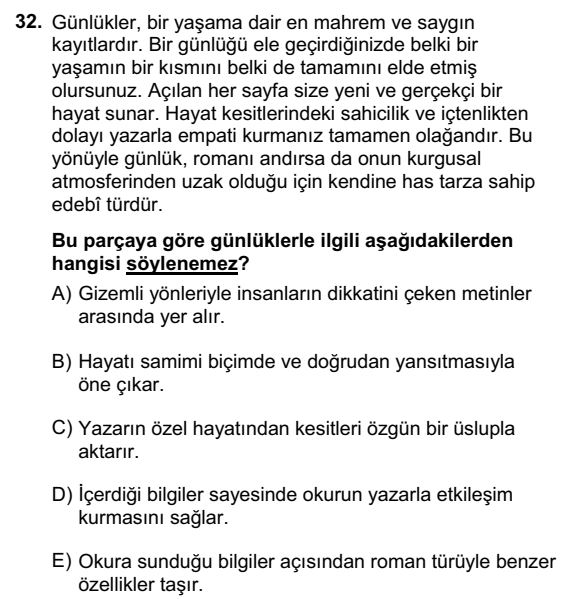 32. Günlükler, bir yaşama dair en mahrem ve saygın
kayıtlardır. Bir günlüğü ele geçirdiğinizde belki bir
yaşamın bir kısmını belki de tamamını elde etmiş
olursunuz. Açılan her sayfa size yeni ve gerçekçi bir
hayat sunar. Hayat kesitlerindeki sahicilik ve içtenlikten
dolayı yazarla empati kurmanız tamamen olağandır. Bu
yönüyle günlük, romanı andırsa da onun kurgusal
atmosferinden uzak olduğu için kendine has tarza sahip
edebî türdür.
Bu parçaya göre günlüklerle ilgili aşağıdakilerden
hangisi söylenemez?
A) Gizemli yönleriyle insanların dikkatini çeken metinler
arasında yer alır.
B) Hayatı samimi biçimde ve doğrudan yansıtmasıyla
öne çıkar.
C) Yazarın özel hayatından kesitleri özgün bir üslupla
aktarır.
D) İçerdiği bilgiler sayesinde okurun yazarla etkileşim
kurmasını sağlar.
E) Okura sunduğu bilgiler açısından roman türüyle benzer
özellikler taşır.